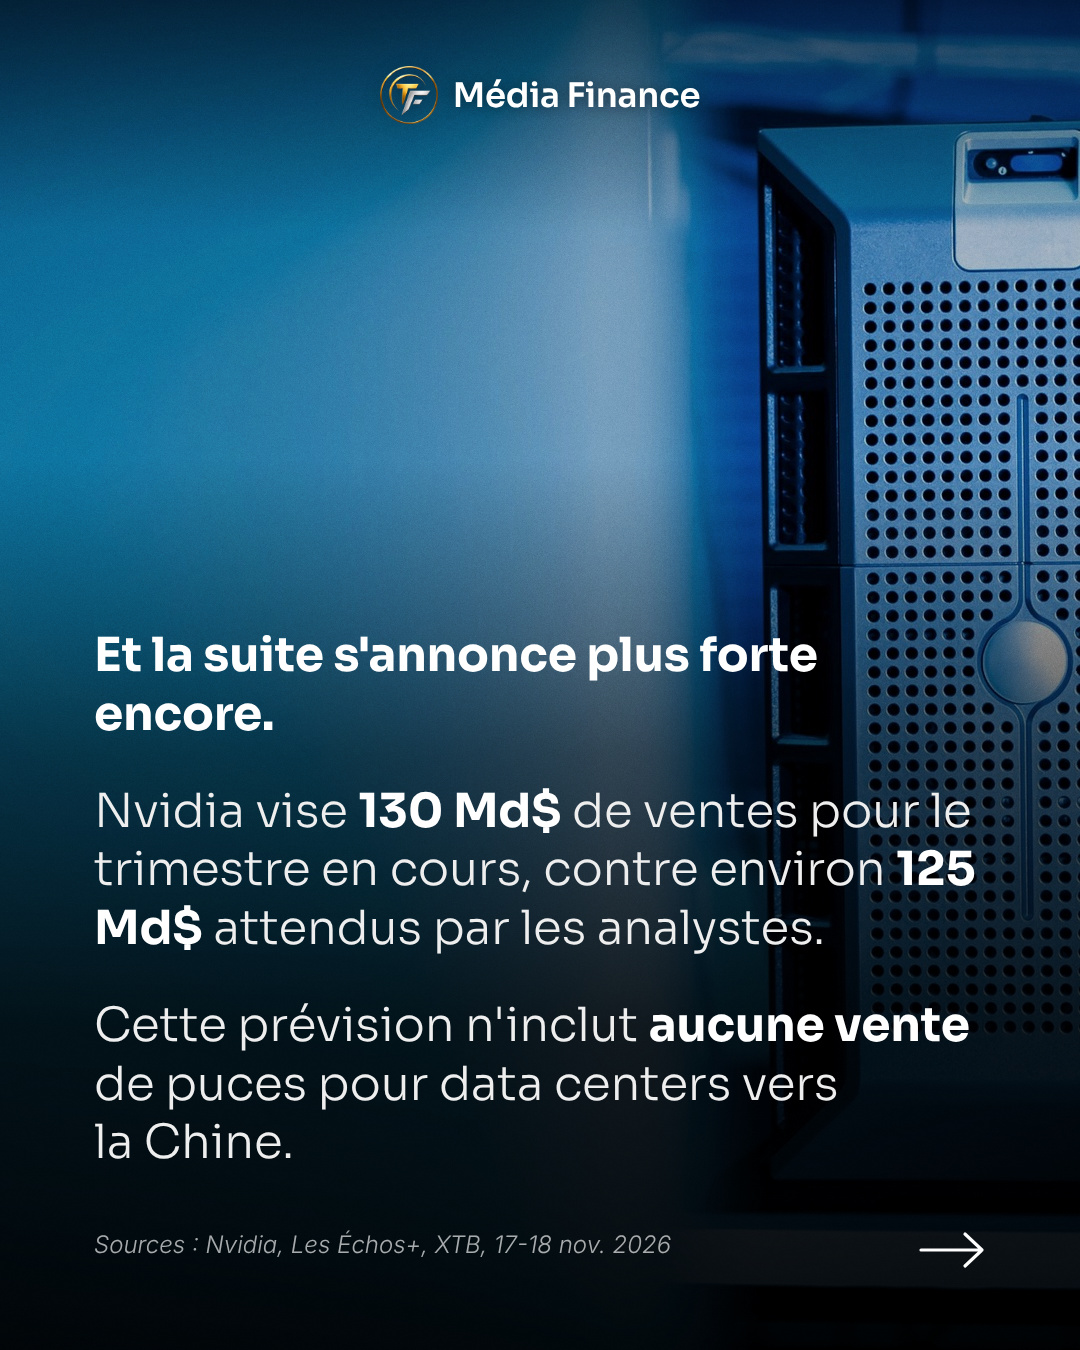 TF Média Finance
Et la suite s'annonce plus forte
encore.
Nvidia vise 130 Md$ de ventes pour le
trimestre en cours, contre environ 125
Md$ attendus par les analystes.
Cette prévision n'inclut aucune vente
de puces pour data centers vers
la Chine.
Sources : Nvidia, Les Échos+, XTB, 17-18 nov. 2026